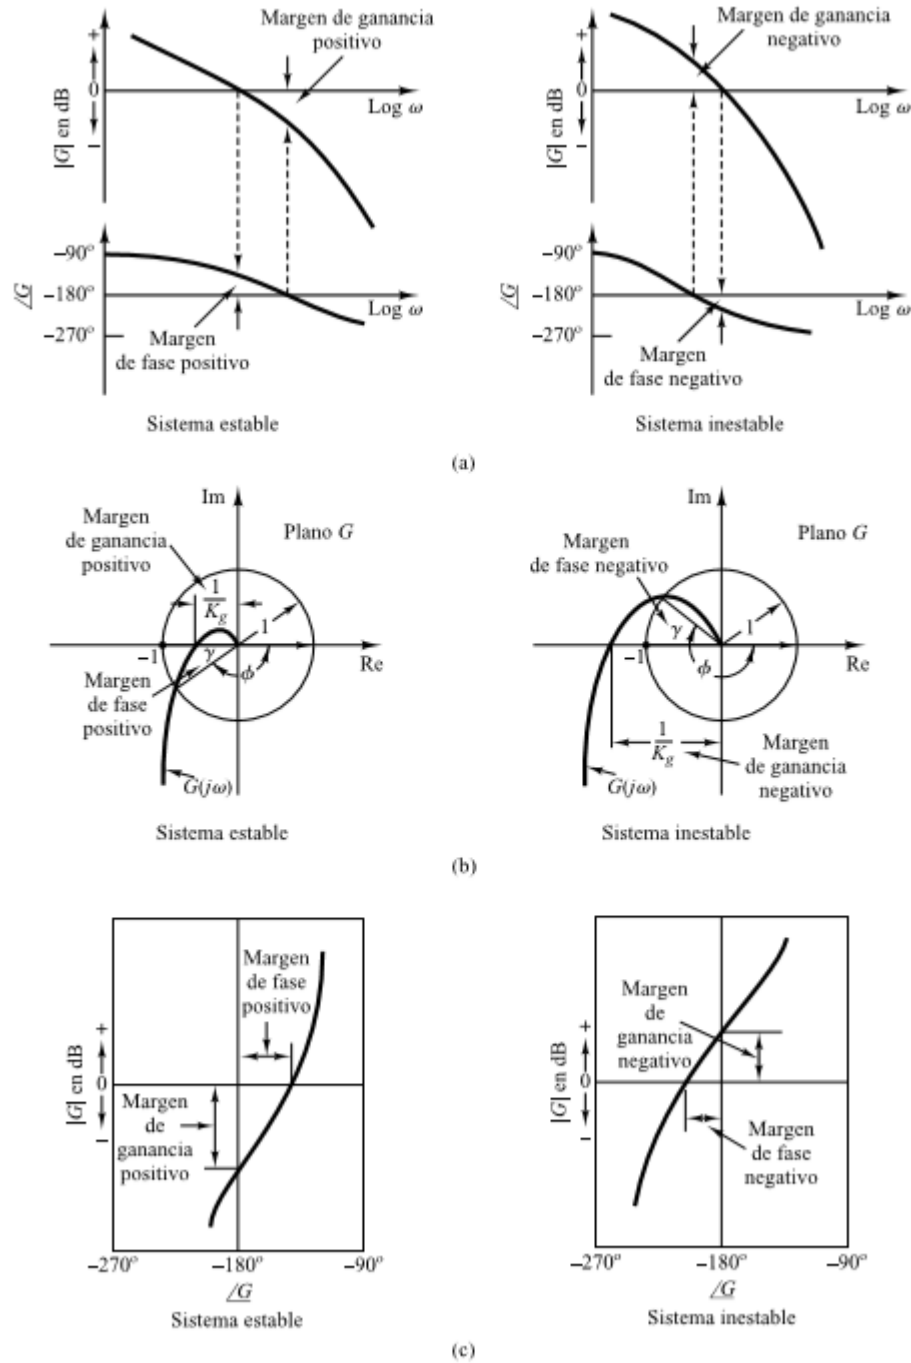 Margen de ganancia
positivo
+
0
−
|G| en dB
Log ω
−90°
−180°
−270°
/G
Log ω
Margen
de fase positivo
Sistema estable
Margen de ganancia
negativo
+
0
−
|G| en dB
Log ω
−90°
−180°
−270°
/G
Log ω
Margen
de fase negativo
Sistema inestable
(a)
Im
Margen
de ganancia
positivo
Plano G
1
Kg
1
−1
γ
ϕ
Re
Margen
de fase
positivo
G(jω)
Sistema estable
Im
Margen
de fase negativo
Plano G
1
−1
γ
ϕ
Re
1
Kg
Margen
de ganancia
negativo
G(jω)
Sistema inestable
(b)
Margen
de fase
positivo
+
0
−
|G| en dB
Margen
de
ganancia
positivo
−270°
−180°
−90°
/G
Sistema estable
Margen
de
ganancia
negativo
+
0
−
|G| en dB
Margen
de fase
negativo
−270°
−180°
−90°
/G
Sistema inestable
(c)